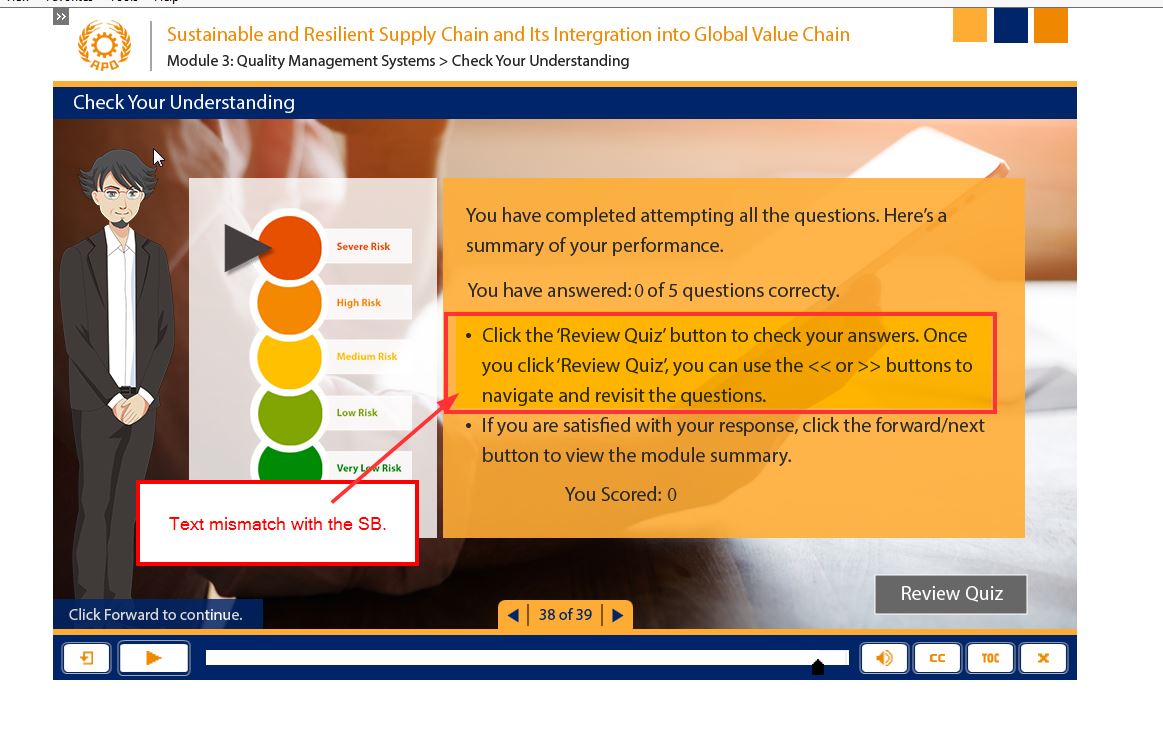 Sustainable and Resilient Supply Chain and Its Intergration into Global Value Chain
APO
Module 3: Quality Management Systems > Check Your Understanding
Check Your Understanding
You have completed attempting all the questions. Here's a
summary of your performance.
Severe Risk
You have answered: 0 of 5 questions correcty.
High Risk
• Click the 'Review Quiz' button to check your answers. Once
Medium Risk
you click 'Review Quiz', you can use the << or >> buttons to
navigate and revisit the questions.
Low Risk
• If you are satisfied with your response, click the forward/next
button to view the module summary.
Very Low Risk
You Scored: 0
Text mismatch with the SB.
Review Quiz
Click Forward to continue.
38 of 39
CC
TOC